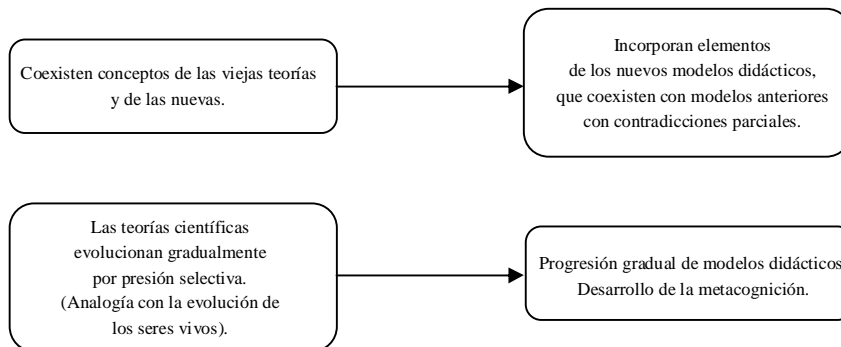 Coexisten conceptos de las viejas teorías
y de las nuevas.
Incorporan elementos
de los nuevos modelos didácticos,
que coexisten con modelos anteriores
con contradicciones parciales.
Las teorías científicas
evolucionan gradualmente
por presión selectiva.
(Analogía con la evolución de
los seres vivos).
Progresión gradual de modelos didácticos
Desarrollo de la metacognición.